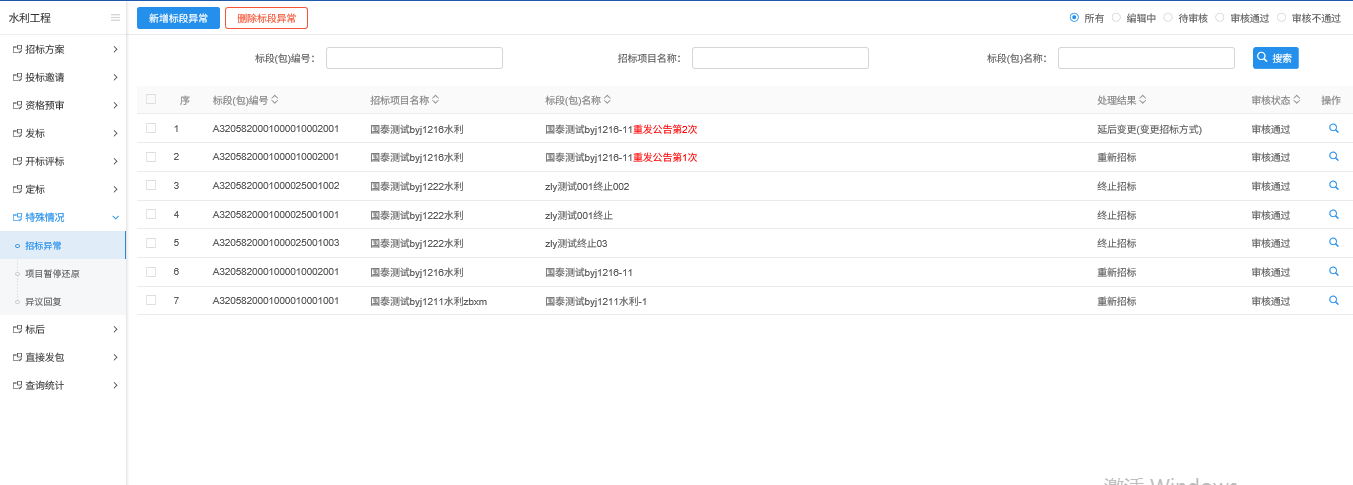 水利工程
新增标段异常 删除标段异常 所有 编辑中 待审核 审核通过 审核不通过
招标方案
投标邀请
资格预审
发标
开标评标
定标
特殊情况
招标异常
项目暂停还原
异议回复
标后
直接发包
查询统计
标段(包)编号: 招标项目名称: 标段(包)名称: 搜索
序 标段(包)编号 招标项目名称 标段(包)名称 处理结果 审核状态 操作
1 A3205820001000010002001 国泰测试byj1216水利 国泰测试byj1216-11重发公告第2次 延后变更(变更招标方式) 审核通过
2 A3205820001000010002001 国泰测试byj1216水利 国泰测试byj1216-11重发公告第1次 重新招标 审核通过
3 A3205820001000025001002 国泰测试byj1222水利 zly测试001终止002 终止招标 审核通过
4 A3205820001000025001001 国泰测试byj1222水利 zly测试001终止 终止招标 审核通过
5 A3205820001000025001003 国泰测试byj1222水利 zly测试终止03 终止招标 审核通过
6 A3205820001000010002001 国泰测试byj1216水利 国泰测试byj1216-11 重新招标 审核通过
7 A3205820001000010001001 国泰测试byj1211水利zbxm 国泰测试byj1211水利-1 重新招标 审核通过
激活 Windows